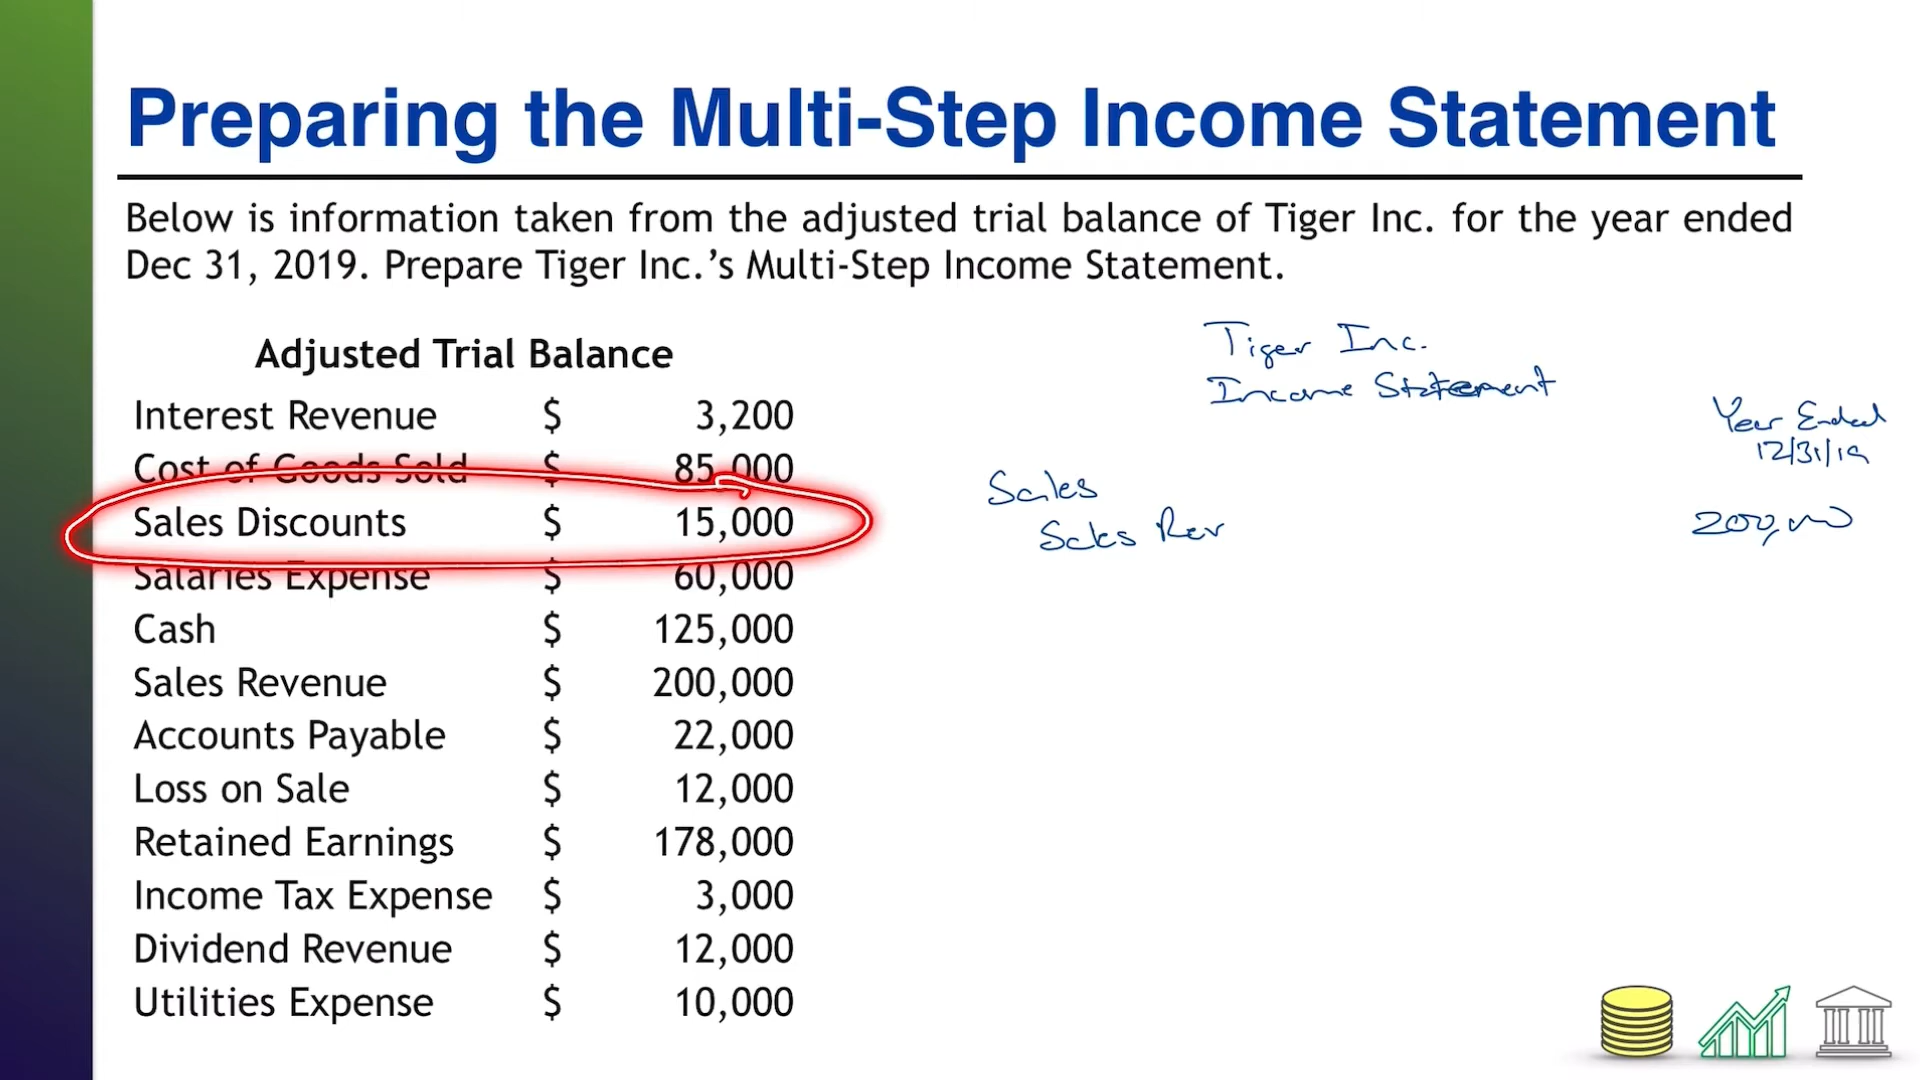 Preparing the Multi-Step Income Statement
Below is information taken from the adjusted trial balance of Tiger Inc. for the year ended
Dec 31, 2019. Prepare Tiger Inc.’s Multi-Step Income Statement.
Adjusted Trial Balance
Interest Revenue $ 3,200
Cost of Goods Sold $ 85,000
Sales Discounts $ 15,000
Salaries Expense $ 60,000
Cash $ 125,000
Sales Revenue $ 200,000
Accounts Payable $ 22,000
Loss on Sale $ 12,000
Retained Earnings $ 178,000
Income Tax Expense $ 3,000
Dividend Revenue $ 12,000
Utilities Expense $ 10,000
Tiger Inc.
Income Statement
Year Ended
12/31/19
Sales
Sales Rev 200,000